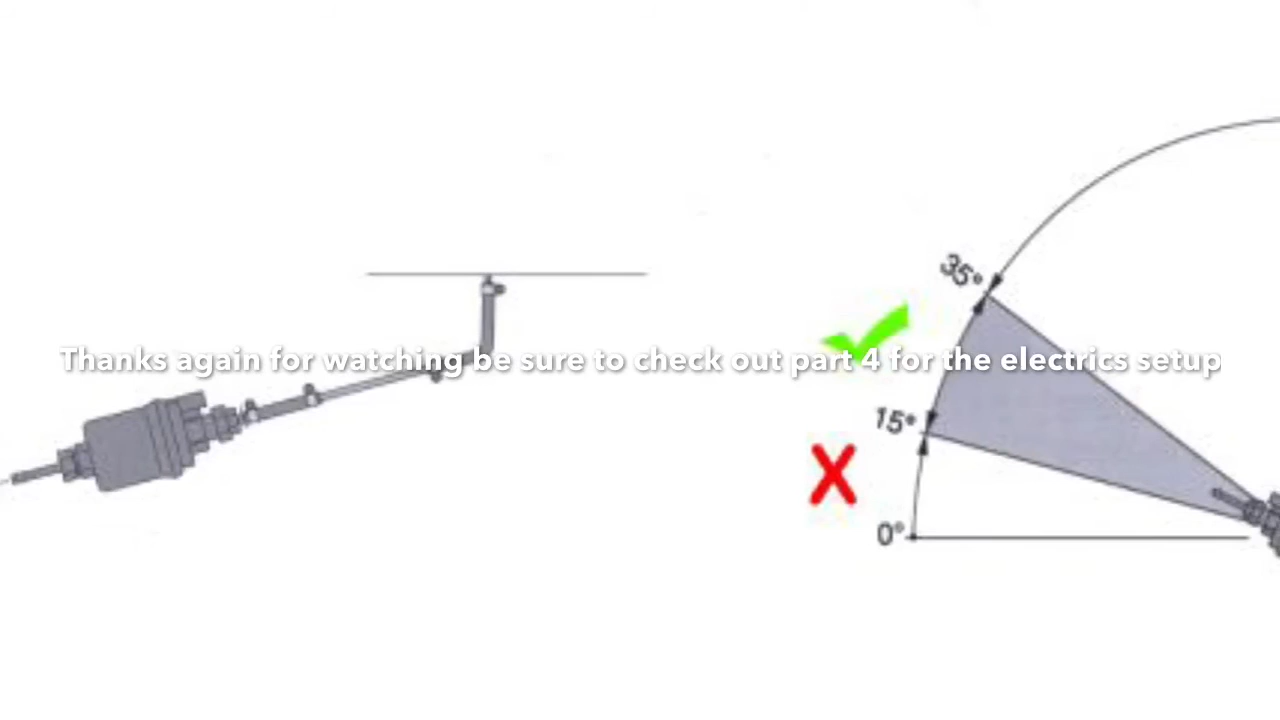 35°
Thanks again for watching be sure to check out part 4 for the electrics setup
15°
0°